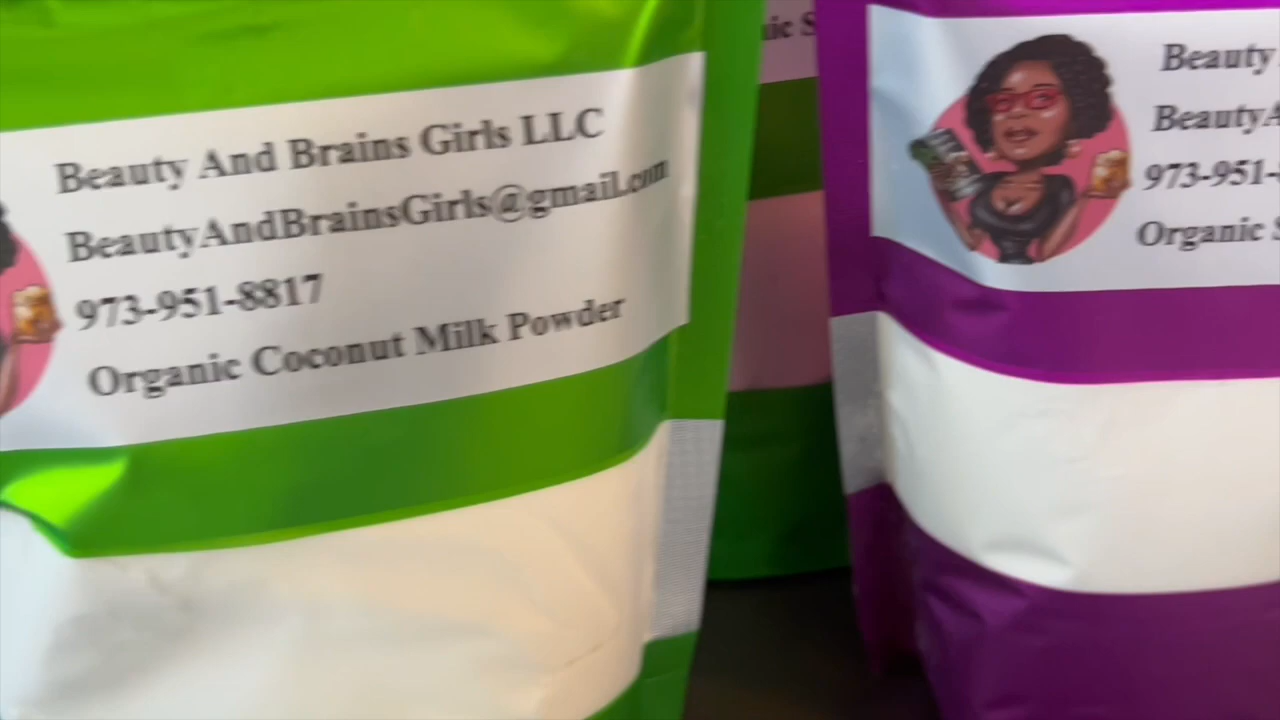 Beauty And Brains Girls LLC
BeautyAndBrainsGirls@gmail.com
973-951-8817
Organic Coconut Milk Powder
Beauty
BeautyA
973-951-
Organic S